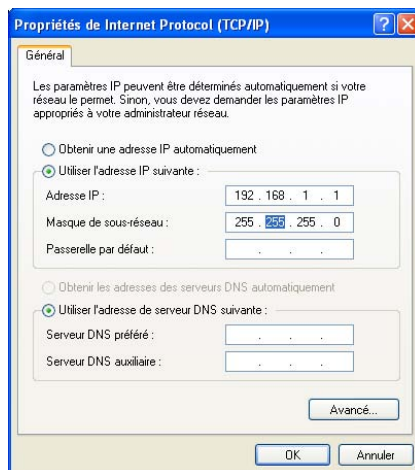 Propriétés de Internet Protocol (TCP/IP)
Général
Les paramètres IP peuvent être déterminés automatiquement si votre
réseau le permet. Sinon, vous devez demander les paramètres IP
appropriés à votre administrateur réseau.
Obtenir une adresse IP automatiquement
Utiliser l'adresse IP suivante :
Adresse IP : 192 . 168 . 1 . 1
Masque de sous-réseau : 255 . 255 . 255 . 0
Passerelle par défaut : . . .
Obtenir les adresses des serveurs DNS automatiquement
Utiliser l'adresse de serveur DNS suivante :
Serveur DNS préféré : . . .
Serveur DNS auxiliaire : . . .
Avancé...
OK Annuler